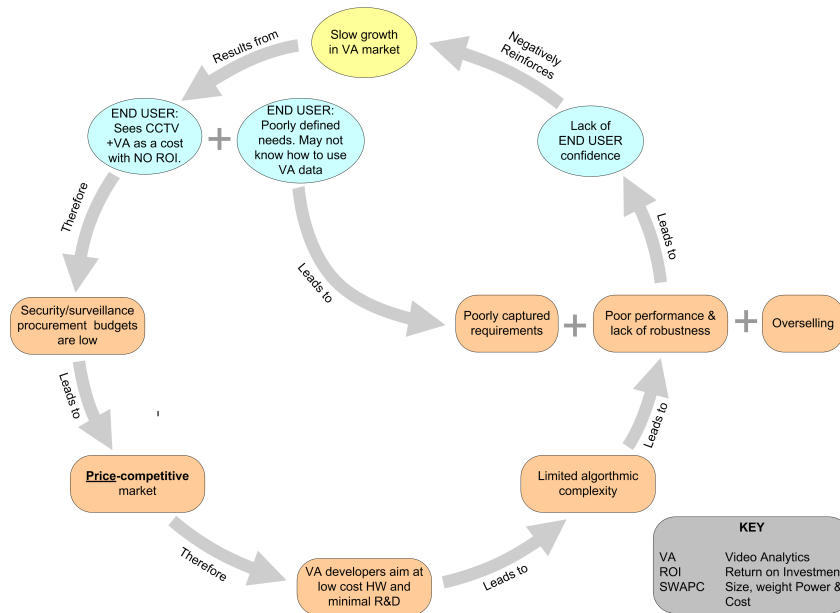 Slow growth
in VA market
Results from
Negatively
Reinforces
END USER:
Sees CCTV
+VA as a cost
with NO ROI.
+
END USER:
Poorly defined
needs. May not
know how to use
VA data
Lack of
END USER
confidence
Therefore
Leads to
Leads to
Security/surveillance
procurement budgets
are low
Poorly captured
requirements
+
Poor performance &
lack of robustness
+
Overselling
Leads to
Leads to
Price-competitive
market
Limited algorthmic
complexity
Therefore
VA developers aim at
low cost HW and
minimal R&D
Leads to
KEY
VA Video Analytics
ROI Return on Investmen
SWAPC Size, weight Power &
Cost